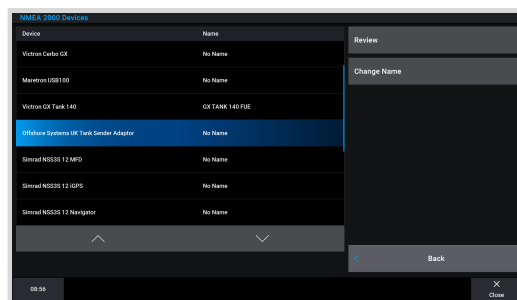 NMEA 2000 Devices
Device Name
Victron Cerbo GX No Name
Maretron USB100 No Name
Victron GX Tank 140 GX TANK 140 FUE
Offshore Systems UK Tank Sender Adaptor No Name
Simrad NSS3S 12 MFD No Name
Simrad NSS3S 12 iGPS No Name
Simrad NSS3S 12 Navigator No Name
Review
Change Name
Back
08:56
Close